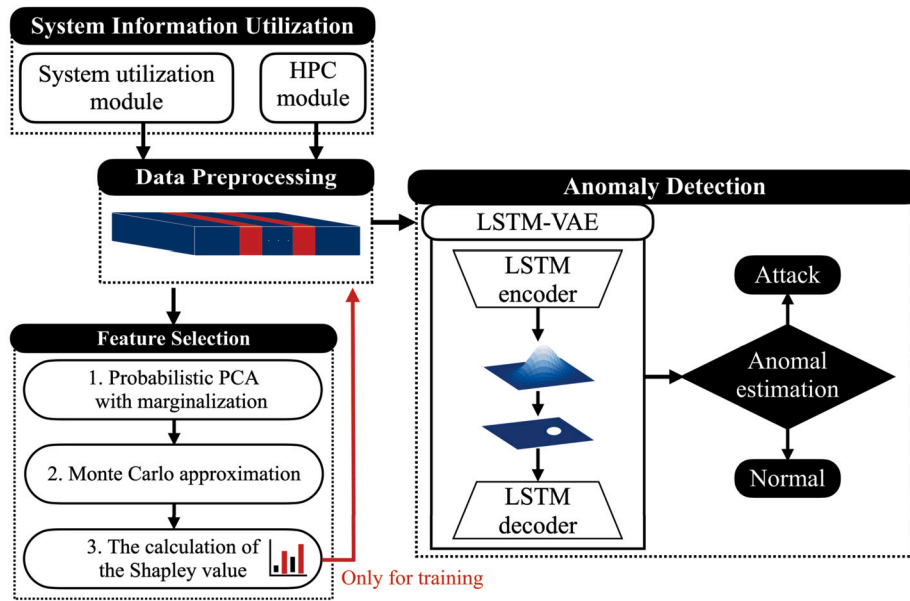 System Information Utilization
System utilization
module
HPC
module
Data Preprocessing
. . .
Feature Selection
1. Probabilistic PCA
with marginalization
2. Monte Carlo approximation
3. The calculation of
the Shapley value
Only for training
Anomaly Detection
LSTM-VAE
LSTM
encoder
LSTM
decoder
Attack
Anomal
estimation
Normal